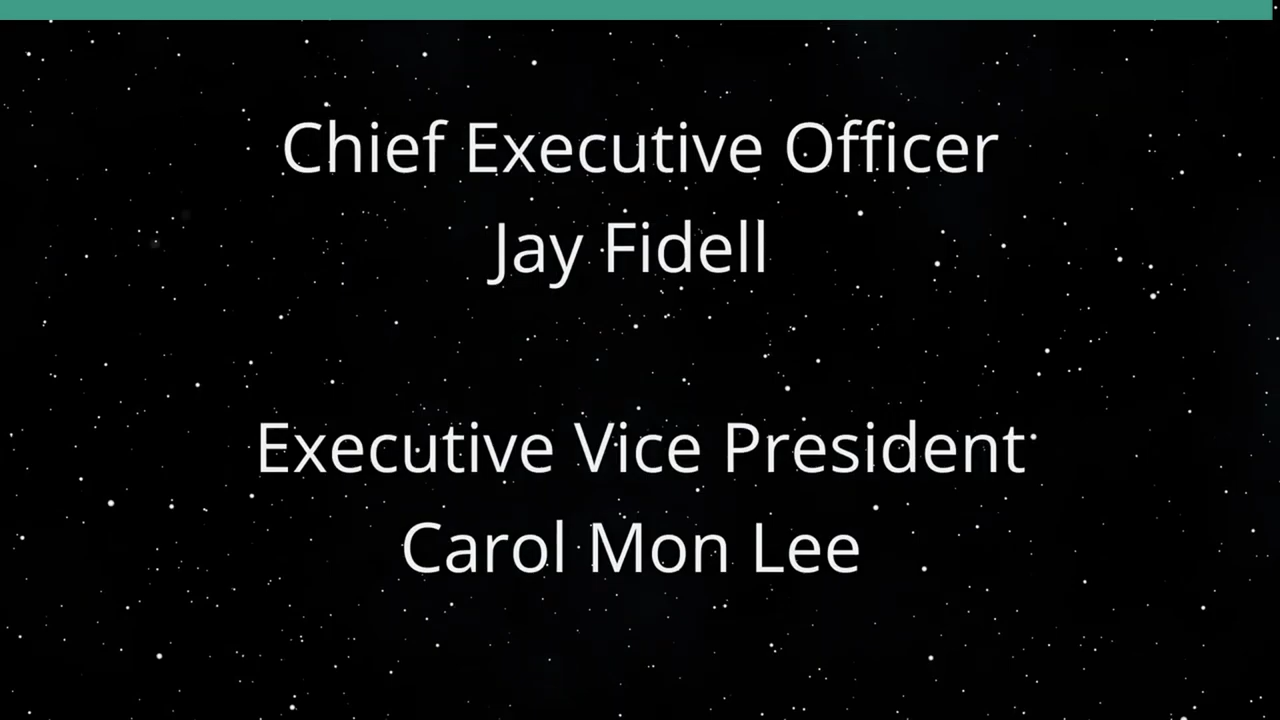 Chief Executive Officer
Jay Fidell
Executive Vice President
Carol Mon Lee